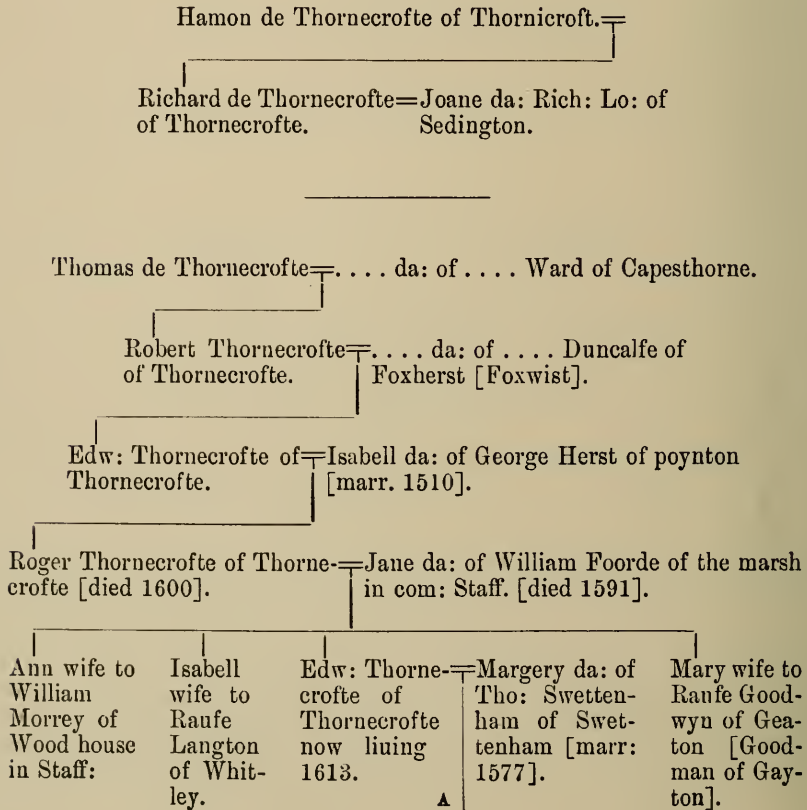 Hamon de Thornecrofte of Thornicroft.
Richard de Thornecrofte=Joane da: Rich: Lo: of
of Thornecrofte. Sedington.
Thomas de Thornecrofte=. . . . da: of . . . . Ward of Capesthorne.
Robert Thornecrofte=. . . . da: of . . . . Duncalfe of
of Thornecrofte. Foxherst [Foxwist].
Edw: Thornecrofte of=Isabell da: of George Herst of poynton
Thornecrofte. [marr. 1510].
Roger Thornecrofte of Thorne-=Jane da: of William Foorde of the marsh
crofte [died 1600]. in com: Staff. [died 1591].
Ann wife to
William
Morrey of
Wood house
in Staff:
Isabell
wife to
Raufe
Langton
of Whit-
ley.
Edw: Thorne-
crofte of
Thornecrofte
now liuing
1613.
=Margery da: of
Tho: Swetten-
ham of Swet-
tenham [marr:
1577].
A
Mary wife to
Raufe Good-
wyn of Gea-
ton [Good-
man of Gay-
ton].